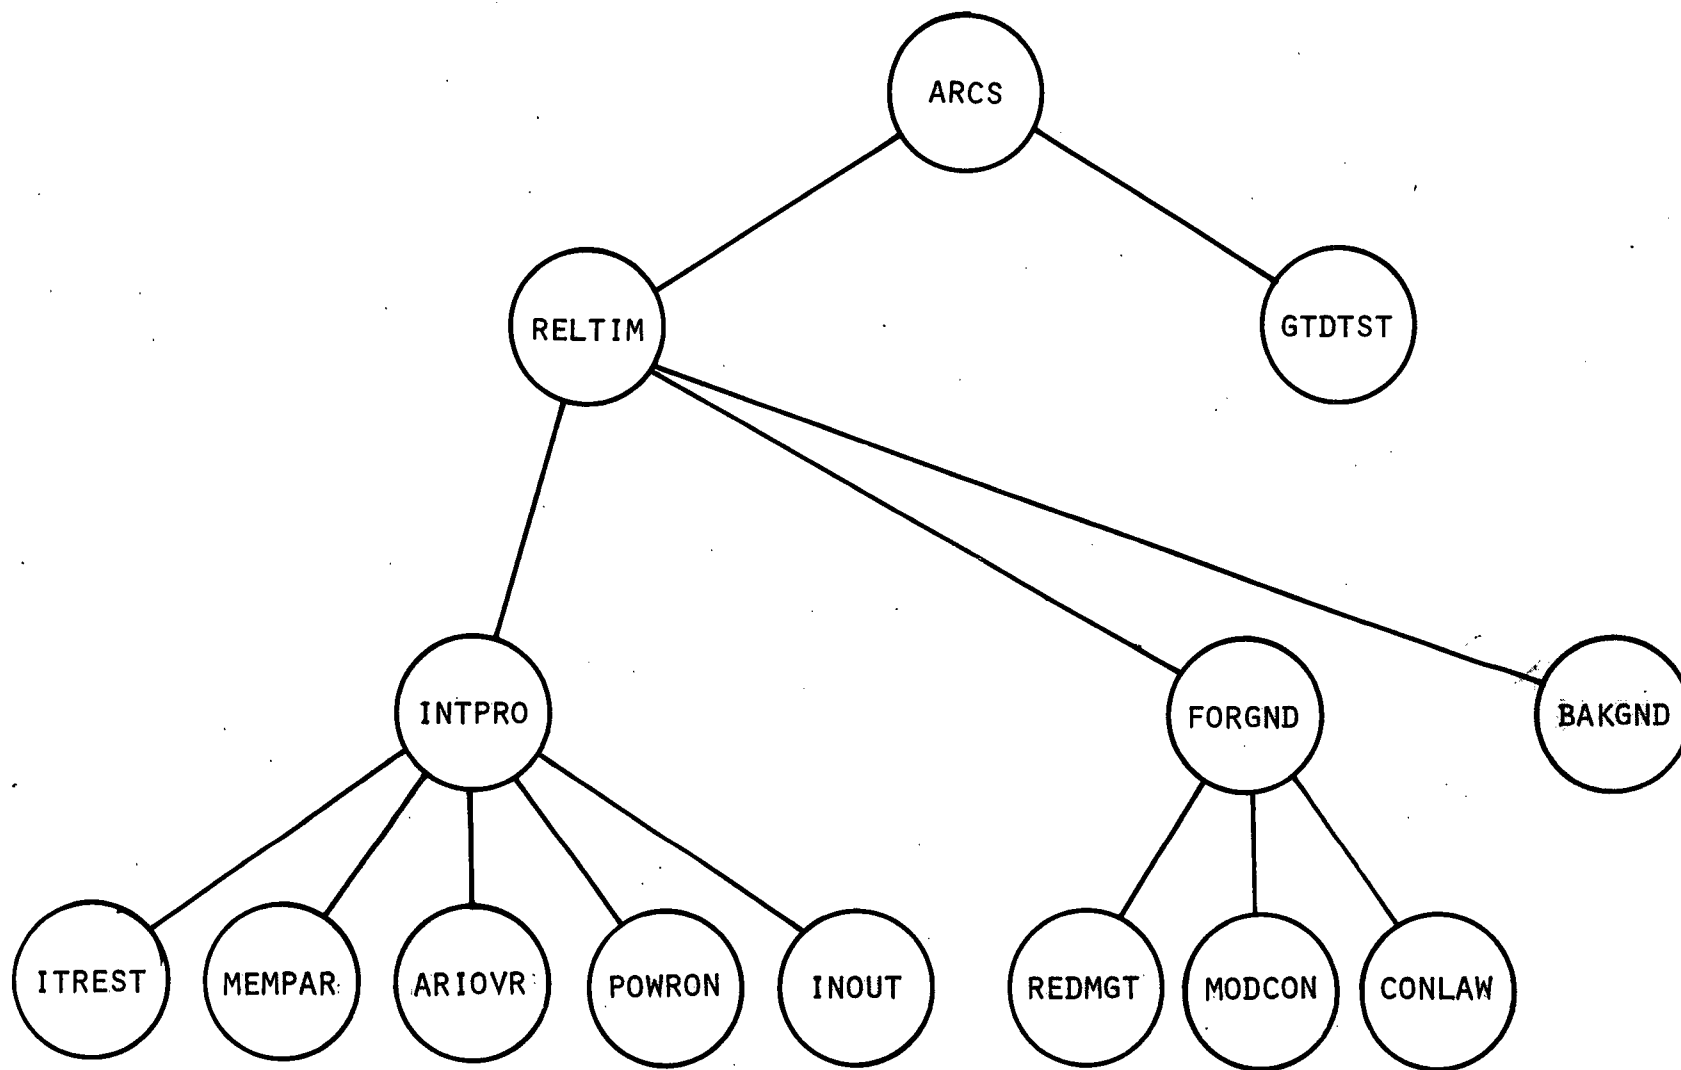 ARCS
RELTIM
GTDTST
INTPRO
FORGND
BAKGND
ITREST
MEMPAR
ARIOVR
POWRON
INOUT
REDMGT
MODCON
CONLAW